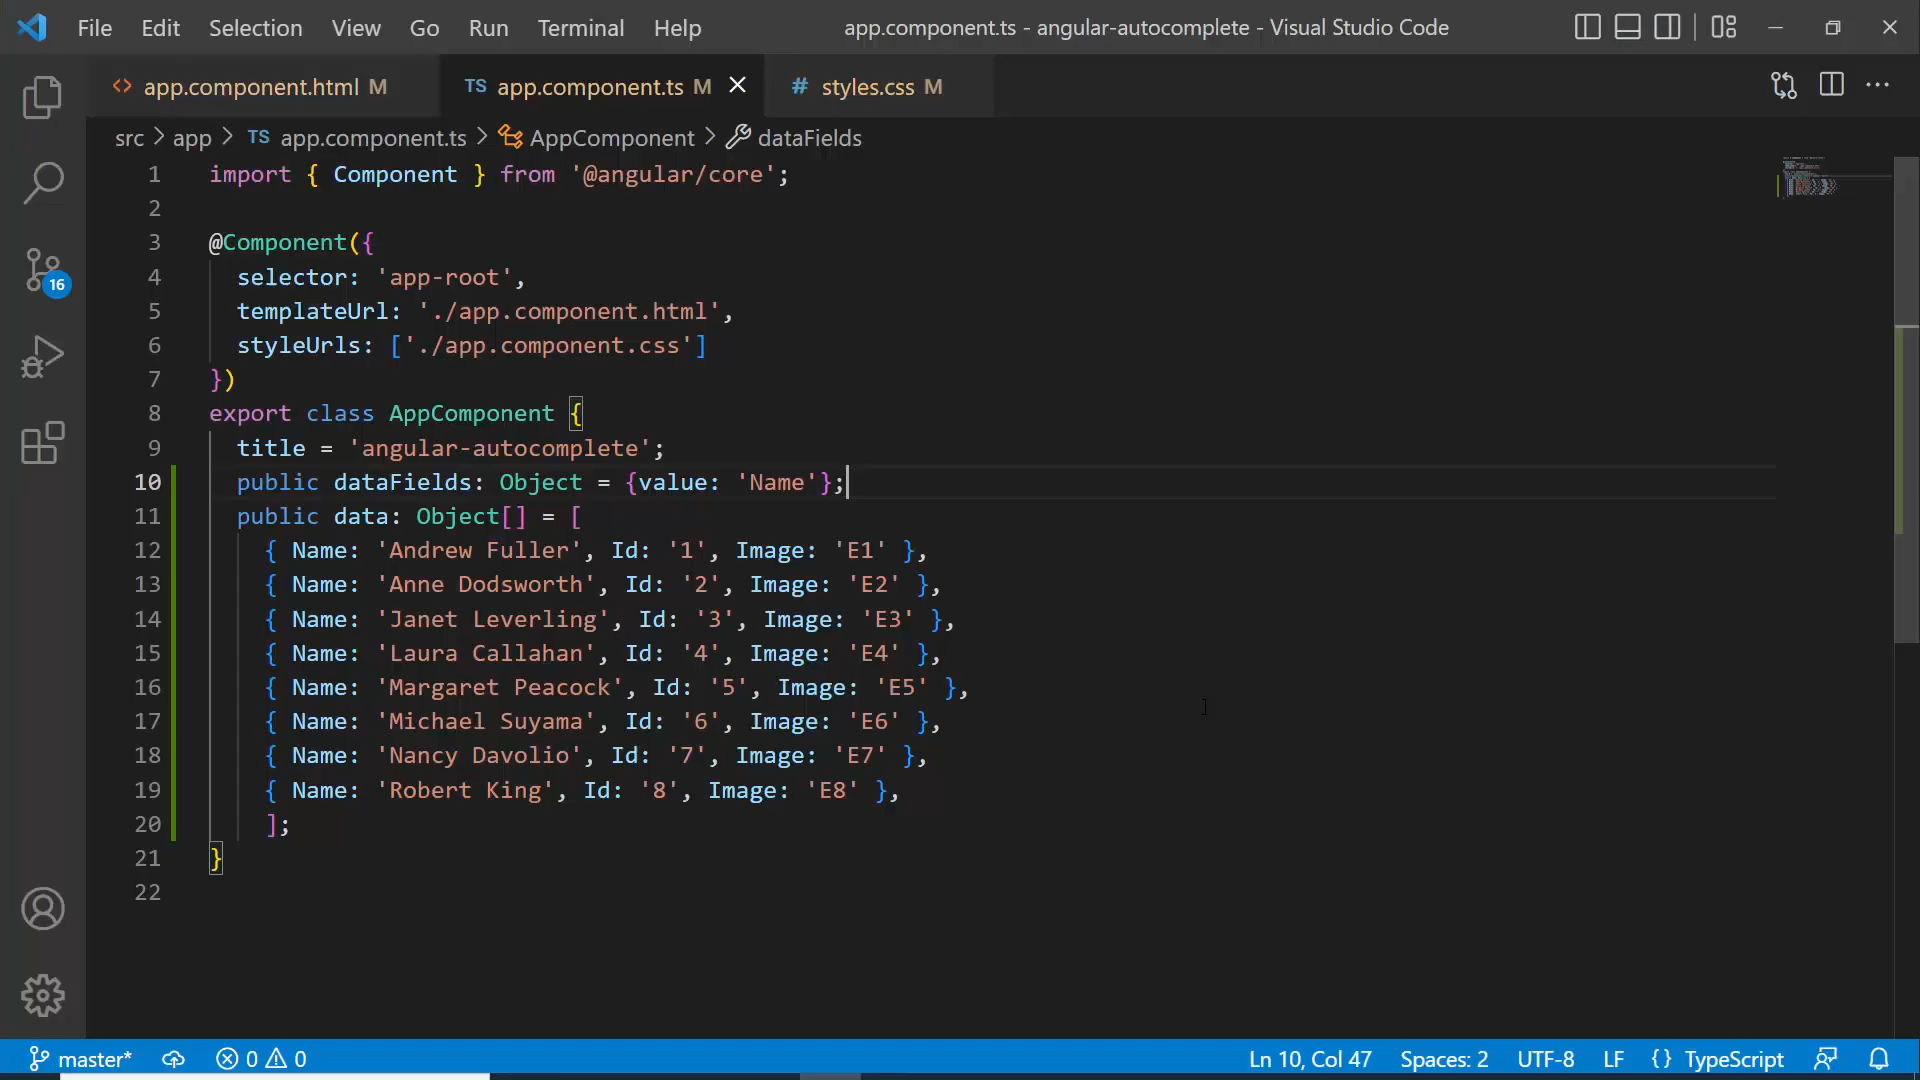 File Edit Selection View Go Run Terminal Help app.component.ts - angular-autocomplete - Visual Studio Code
app.component.html M TS app.component.ts M # styles.css M
src > app > TS app.component.ts > AppComponent > dataFields
1 import { Component } from '@angular/core';
2
3 @Component({
4 selector: 'app-root',
5 templateUrl: './app.component.html',
6 styleUrls: ['./app.component.css']
7 })
8 export class AppComponent {
9 title = 'angular-autocomplete';
10 public dataFields: Object = {value: 'Name'};
11 public data: Object[] = [
12 { Name: 'Andrew Fuller', Id: '1', Image: 'E1' },
13 { Name: 'Anne Dodsworth', Id: '2', Image: 'E2' },
14 { Name: 'Janet Leverling', Id: '3', Image: 'E3' },
15 { Name: 'Laura Callahan', Id: '4', Image: 'E4' },
16 { Name: 'Margaret Peacock', Id: '5', Image: 'E5' },
17 { Name: 'Michael Suyama', Id: '6', Image: 'E6' },
18 { Name: 'Nancy Davolio', Id: '7', Image: 'E7' },
19 { Name: 'Robert King', Id: '8', Image: 'E8' },
20 ];
21 }
22
16
master* 0 0 Ln 10, Col 47 Spaces: 2 UTF-8 LF {} TypeScript